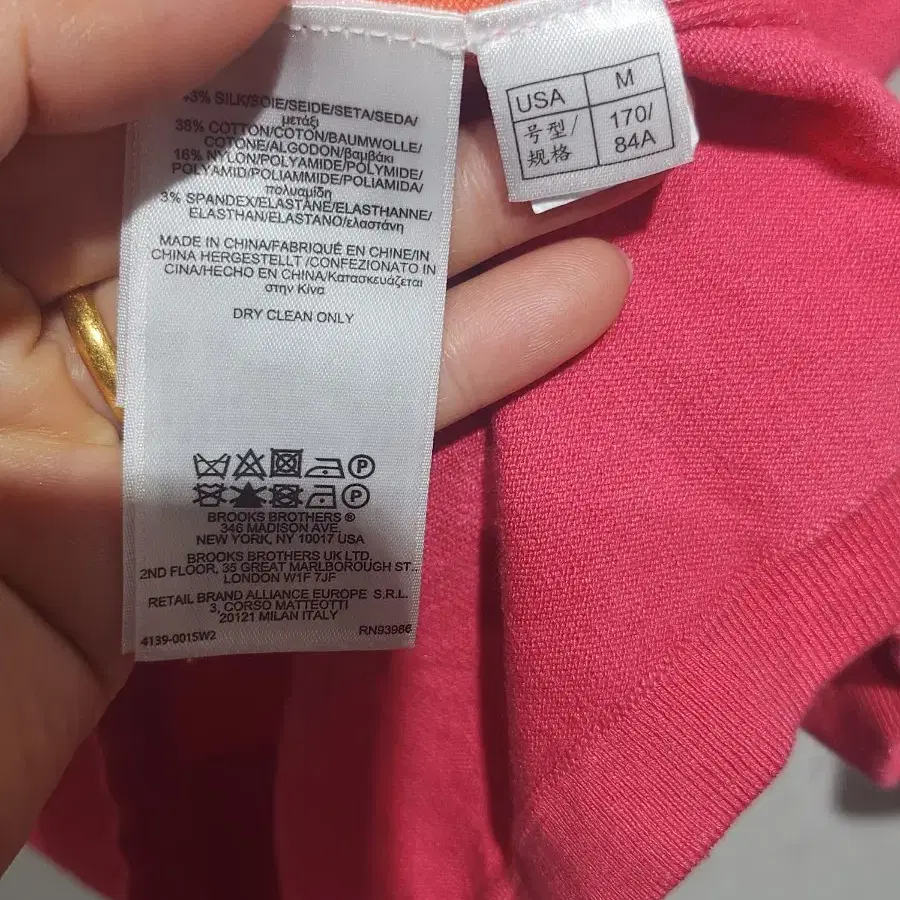 43% SILK/SOIE/SEIDE/SETA/SEDA/
μετάξι
38% COTTON/COTON/BAUMWOLLE/
COTONE/ALGODON/βαμβάκι
16% NYLON/POLYAMIDE/POLYMIDE/
POLYAMID/POLIAMMIDE/POLIAMIDA/
πολυαμίδη
3% SPANDEX/ELASTANE/ELASTHANNE/
ELASTHAN/ELASTANO/ελαστάνη
MADE IN CHINA/FABRIQUÉ EN CHINE/IN
CHINA HERGESTELLT /CONFEZIONATO IN
CINA/HECHO EN CHINA/Κατασκευάζεται
στην Κίνα
DRY CLEAN ONLY
P
P
BROOKS BROTHERS ®
346 MADISON AVE.
NEW YORK, NY 10017 USA
BROOKS BROTHERS UK LTD.
2ND FLOOR, 35 GREAT MARLBOROUGH ST.,
LONDON W1F 7JF
RETAIL BRAND ALLIANCE EUROPE S.R.L.
3, CORSO MATTEOTTI
20121 MILAN ITALY
4139-001SW2 RN93986
USA M
号型/ 170/
规格 84A